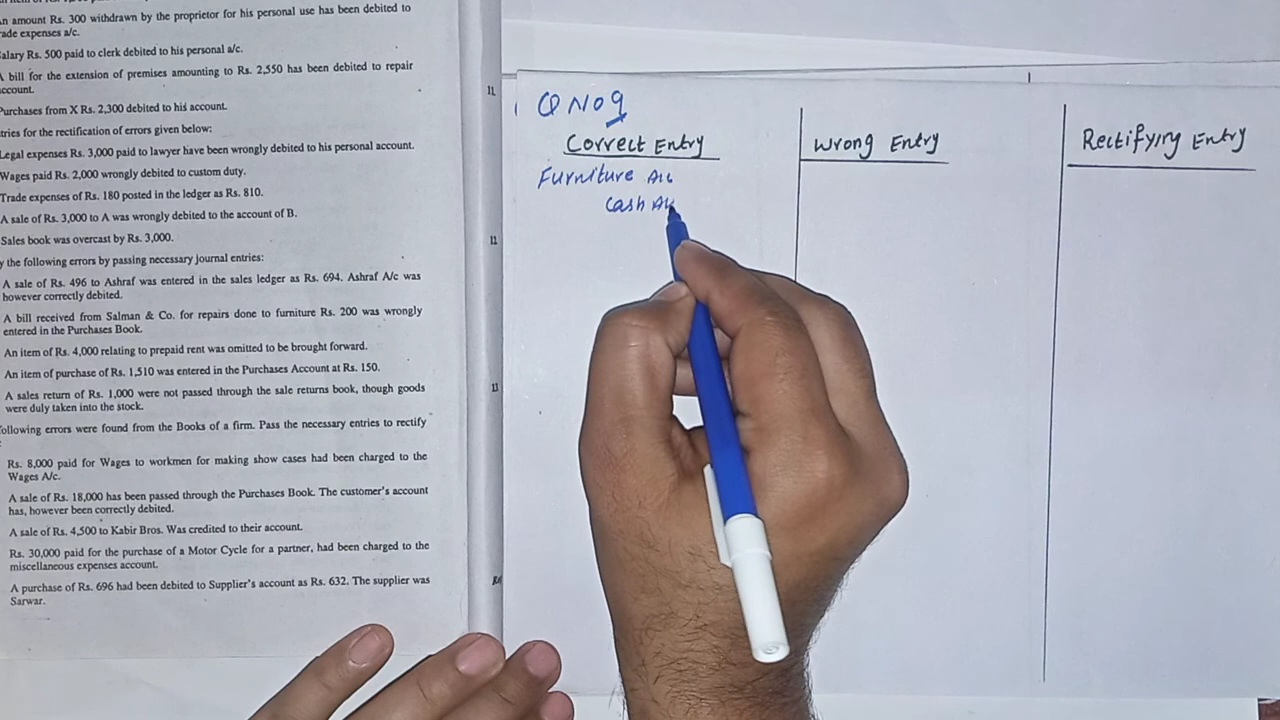 An amount Rs. 300 withdrawn by the proprietor for his personal use has been debited to
trade expenses a/c.
Salary Rs. 500 paid to clerk debited to his personal a/c.
A bill for the extension of premises amounting to Rs. 2,550 has been debited to repair
account.
Purchases from X Rs. 2,300 debited to his account.
tries for the rectification of errors given below:
Legal expenses Rs. 3,000 paid to lawyer have been wrongly debited to his personal account.
Wages paid Rs. 2,000 wrongly debited to custom duty.
Trade expenses of Rs. 180 posted in the ledger as Rs. 810.
A sale of Rs. 3,000 to A was wrongly debited to the account of B.
Sales book was overcast by Rs. 3,000.
y the following errors by passing necessary journal entries:
A sale of Rs. 496 to Ashraf was entered in the sales ledger as Rs. 694. Ashraf A/c was
however correctly debited.
A bill received from Salman & Co. for repairs done to furniture Rs. 200 was wrongly
entered in the Purchases Book.
An item of Rs. 4,000 relating to prepaid rent was omitted to be brought forward.
An item of purchase of Rs. 1,510 was entered in the Purchases Account at Rs. 150.
A sales return of Rs. 1,000 were not passed through the sale returns book, though goods
were duly taken into the stock.
following errors were found from the Books of a firm. Pass the necessary entries to rectify
:
Rs. 8,000 paid for Wages to workmen for making show cases had been charged to the
Wages A/c.
A sale of Rs. 18,000 has been passed through the Purchases Book. The customer's account
has, however been correctly debited.
A sale of Rs. 4,500 to Kabir Bros. Was credited to their account.
Rs. 30,000 paid for the purchase of a Motor Cycle for a partner, had been charged to the
miscellaneous expenses account.
A purchase of Rs. 696 had been debited to Supplier's account as Rs. 632. The supplier was
Sarwar.
11
12
13
Q No 9
Correct Entry
Wrong Entry
Rectifying Entry
Furniture A/c
Cash A/c